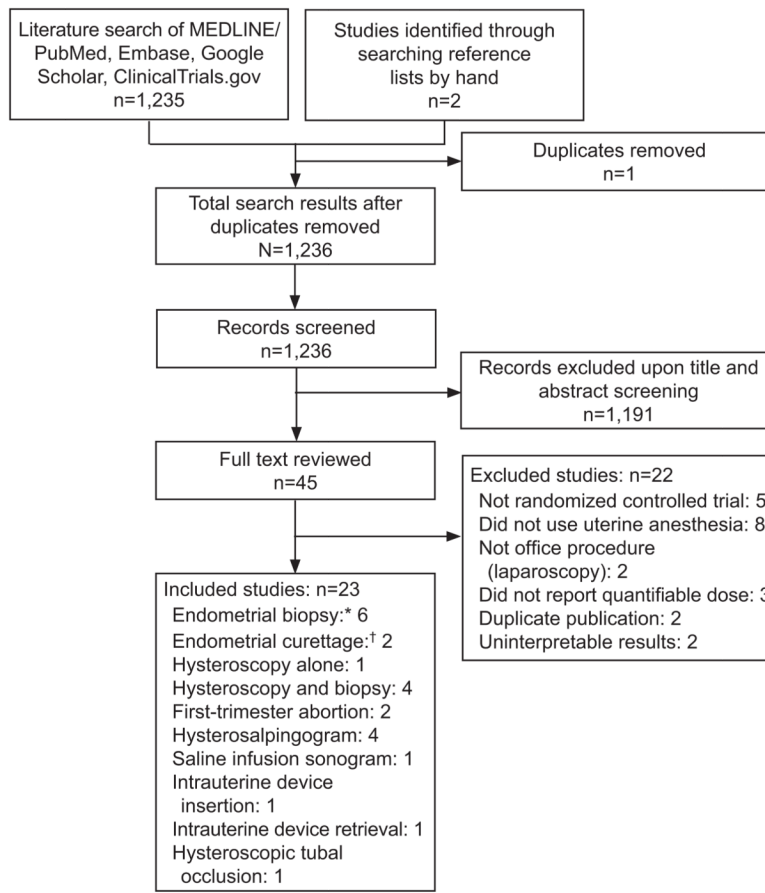 Literature search of MEDLINE/
PubMed, Embase, Google
Scholar, ClinicalTrials.gov
n=1,235
Studies identified through
searching reference
lists by hand
n=2
Duplicates removed
n=1
Total search results after
duplicates removed
N=1,236
Records screened
n=1,236
Records excluded upon title and
abstract screening
n=1,191
Full text reviewed
n=45
Excluded studies: n=22
Not randomized controlled trial: 5
Did not use uterine anesthesia: 8
Not office procedure
(laparoscopy): 2
Did not report quantifiable dose: 3
Duplicate publication: 2
Uninterpretable results: 2
Included studies: n=23
Endometrial biopsy:* 6
Endometrial curettage:† 2
Hysteroscopy alone: 1
Hysteroscopy and biopsy: 4
First-trimester abortion: 2
Hysterosalpingogram: 4
Saline infusion sonogram: 1
Intrauterine device
insertion: 1
Intrauterine device retrieval: 1
Hysteroscopic tubal
occlusion: 1